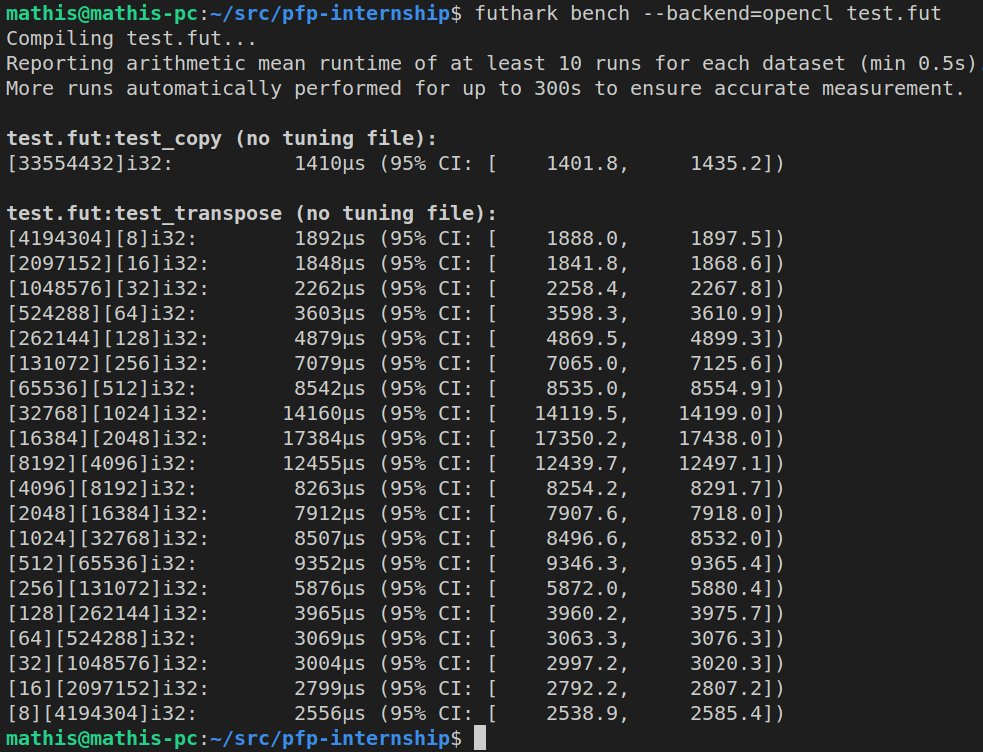 mathis@mathis-pc:~/src/pfp-internship$ futhark bench --backend=opencl test.fut
Compiling test.fut...
Reporting arithmetic mean runtime of at least 10 runs for each dataset (min 0.5s).
More runs automatically performed for up to 300s to ensure accurate measurement.

test.fut:test_copy (no tuning file):
[33554432]i32:          1410μs (95% CI: [    1401.8,     1435.2])

test.fut:test_transpose (no tuning file):
[4194304][8]i32:        1892μs (95% CI: [    1888.0,     1897.5])
[2097152][16]i32:       1848μs (95% CI: [    1841.8,     1868.6])
[1048576][32]i32:       2262μs (95% CI: [    2258.4,     2267.8])
[524288][64]i32:        3603μs (95% CI: [    3598.3,     3610.9])
[262144][128]i32:       4879μs (95% CI: [    4869.5,     4899.3])
[131072][256]i32:       7079μs (95% CI: [    7065.0,     7125.6])
[65536][512]i32:        8542μs (95% CI: [    8535.0,     8554.9])
[32768][1024]i32:      14160μs (95% CI: [   14119.5,    14199.0])
[16384][2048]i32:      17384μs (95% CI: [   17350.2,    17438.0])
[8192][4096]i32:       12455μs (95% CI: [   12439.7,    12497.1])
[4096][8192]i32:        8263μs (95% CI: [    8254.2,     8291.7])
[2048][16384]i32:       7912μs (95% CI: [    7907.6,     7918.0])
[1024][32768]i32:       8507μs (95% CI: [    8496.6,     8532.0])
[512][65536]i32:        9352μs (95% CI: [    9346.3,     9365.4])
[256][131072]i32:       5876μs (95% CI: [    5872.0,     5880.4])
[128][262144]i32:       3965μs (95% CI: [    3960.2,     3975.7])
[64][524288]i32:        3069μs (95% CI: [    3063.3,     3076.3])
[32][1048576]i32:       3004μs (95% CI: [    2997.2,     3020.3])
[16][2097152]i32:       2799μs (95% CI: [    2792.2,     2807.2])
[8][4194304]i32:        2556μs (95% CI: [    2538.9,     2585.4])
mathis@mathis-pc:~/src/pfp-internship$